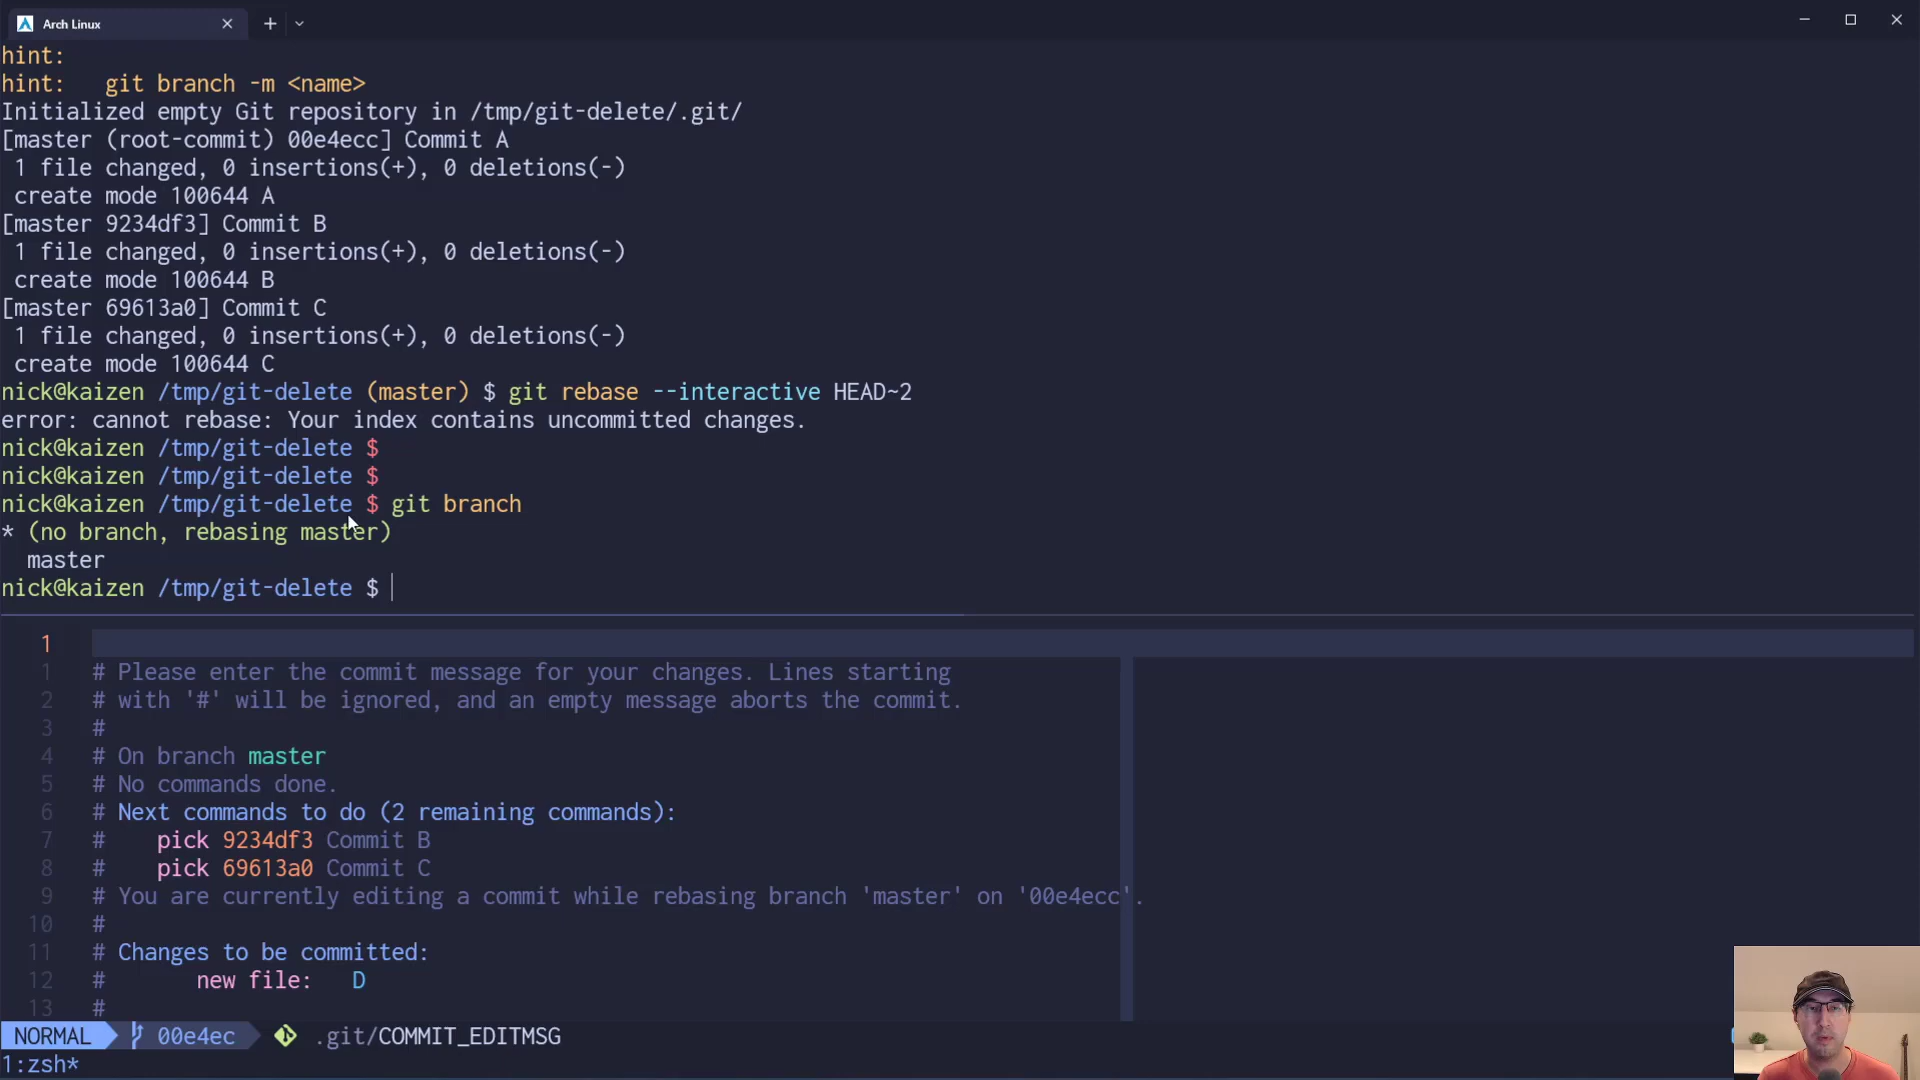 Arch Linux
hint:
hint:   git branch -m <name>
Initialized empty Git repository in /tmp/git-delete/.git/
[master (root-commit) 00e4ecc] Commit A
 1 file changed, 0 insertions(+), 0 deletions(-)
 create mode 100644 A
[master 9234df3] Commit B
 1 file changed, 0 insertions(+), 0 deletions(-)
 create mode 100644 B
[master 69613a0] Commit C
 1 file changed, 0 insertions(+), 0 deletions(-)
 create mode 100644 C
nick@kaizen /tmp/git-delete (master) $ git rebase --interactive HEAD~2
error: cannot rebase: Your index contains uncommitted changes.
nick@kaizen /tmp/git-delete $
nick@kaizen /tmp/git-delete $
nick@kaizen /tmp/git-delete $ git branch
* (no branch, rebasing master)
  master
nick@kaizen /tmp/git-delete $
1
1 # Please enter the commit message for your changes. Lines starting
2 # with '#' will be ignored, and an empty message aborts the commit.
3 #
4 # On branch master
5 # No commands done.
6 # Next commands to do (2 remaining commands):
7 #    pick 9234df3 Commit B
8 #    pick 69613a0 Commit C
9 # You are currently editing a commit while rebasing branch 'master' on '00e4ecc'.
10 #
11 # Changes to be committed:
12 #       new file:   D
13 #
NORMAL 00e4ec .git/COMMIT_EDITMSG
1:zsh*